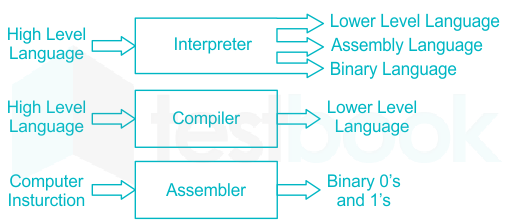 High Level
Language
Interpreter
Lower Level Language
Assembly Language
Binary Language
High Level
Language
Compiler
Lower Level
Language
Computer
Insturction
Assembler
Binary 0's
and 1's
testbook